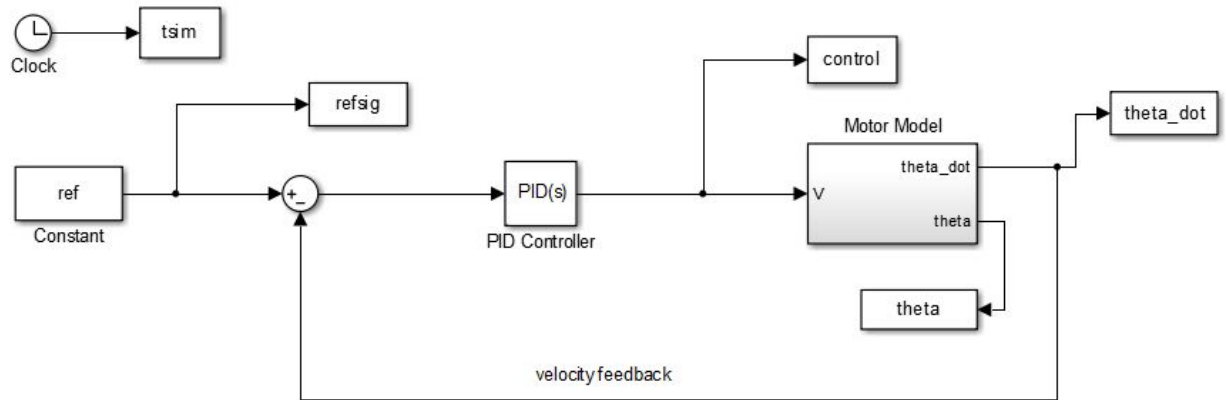 tsim
Clock
control
refsig
theta_dot
Motor Model
ref
Constant
+
_
PID(s)
PID Controller
V
theta_dot
theta
theta
velocity feedback